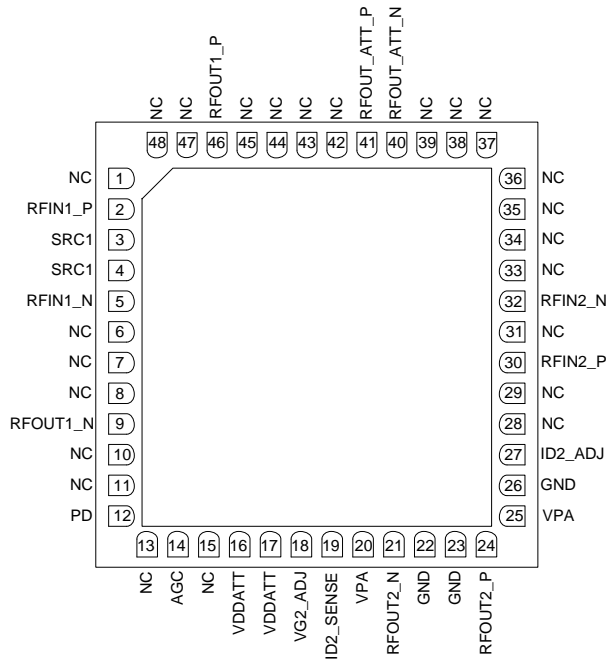 NC
NC
RFOUT1_P
NC
NC
NC
NC
RFOUT_ATT_P
RFOUT_ATT_N
NC
NC
NC
48
47
46
45
44
43
42
41
40
39
38
37
NC 1
RFIN1_P 2
SRC1 3
SRC1 4
RFIN1_N 5
NC 6
NC 7
NC 8
RFOUT1_N 9
NC 10
NC 11
PD 12
36 NC
35 NC
34 NC
33 NC
32 RFIN2_N
31 NC
30 RFIN2_P
29 NC
28 NC
27 ID2_ADJ
26 GND
25 VPA
13
14
15
16
17
18
19
20
21
22
23
24
NC
AGC
NC
VDDATT
VDDATT
VG2_ADJ
ID2_SENSE
VPA
RFOUT2_N
GND
GND
RFOUT2_P